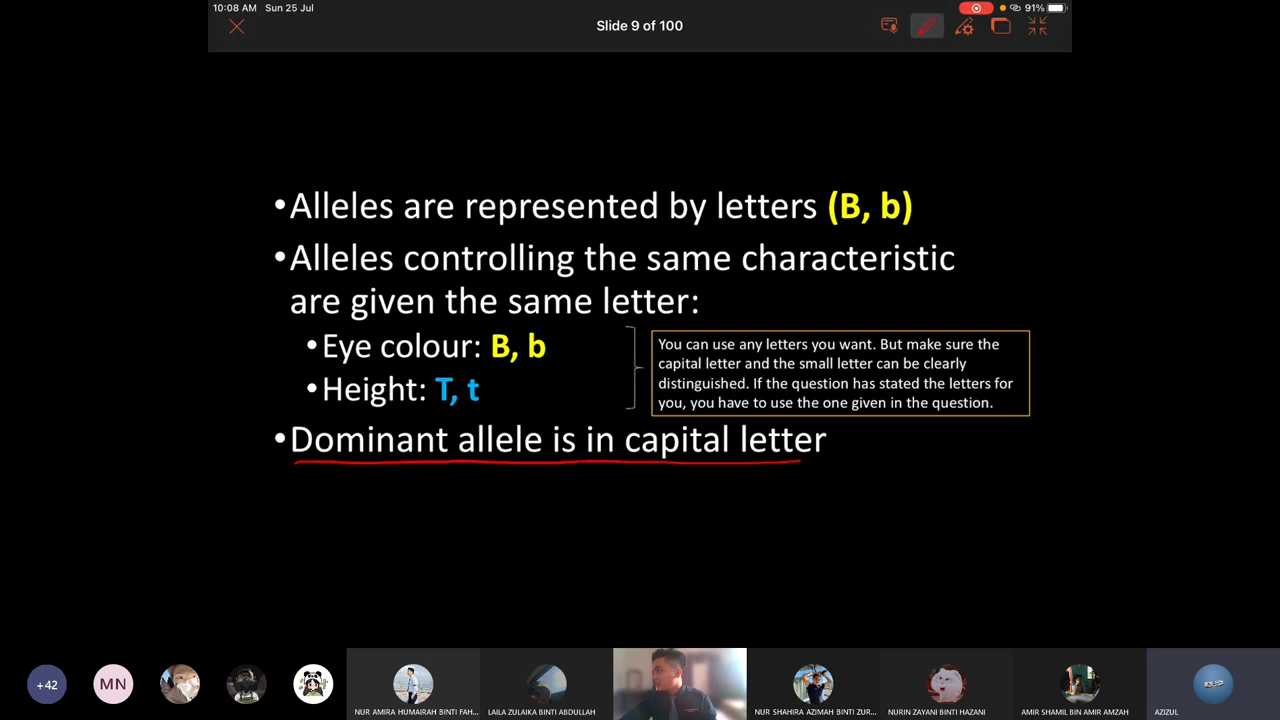 10:08 AM Sun 25 Jul
91%
Slide 9 of 100
•Alleles are represented by letters (B, b)
•Alleles controlling the same characteristic
are given the same letter:
•Eye colour: B, b
•Height: T, t
You can use any letters you want. But make sure the
capital letter and the small letter can be clearly
distinguished. If the question has stated the letters for
you, you have to use the one given in the question.
•Dominant allele is in capital letter
+42
MN
NUR AMIRA HUMAIRAH BINTI FAH...
LAILA ZULAIKA BINTI ABDULLAH
NUR SHAHIRA AZIMAH BINTI ZUR...
NURIN ZAYANI BINTI HAZANI
AMIR SHAMIL BIN AMIR AMZAH
AZIZUL